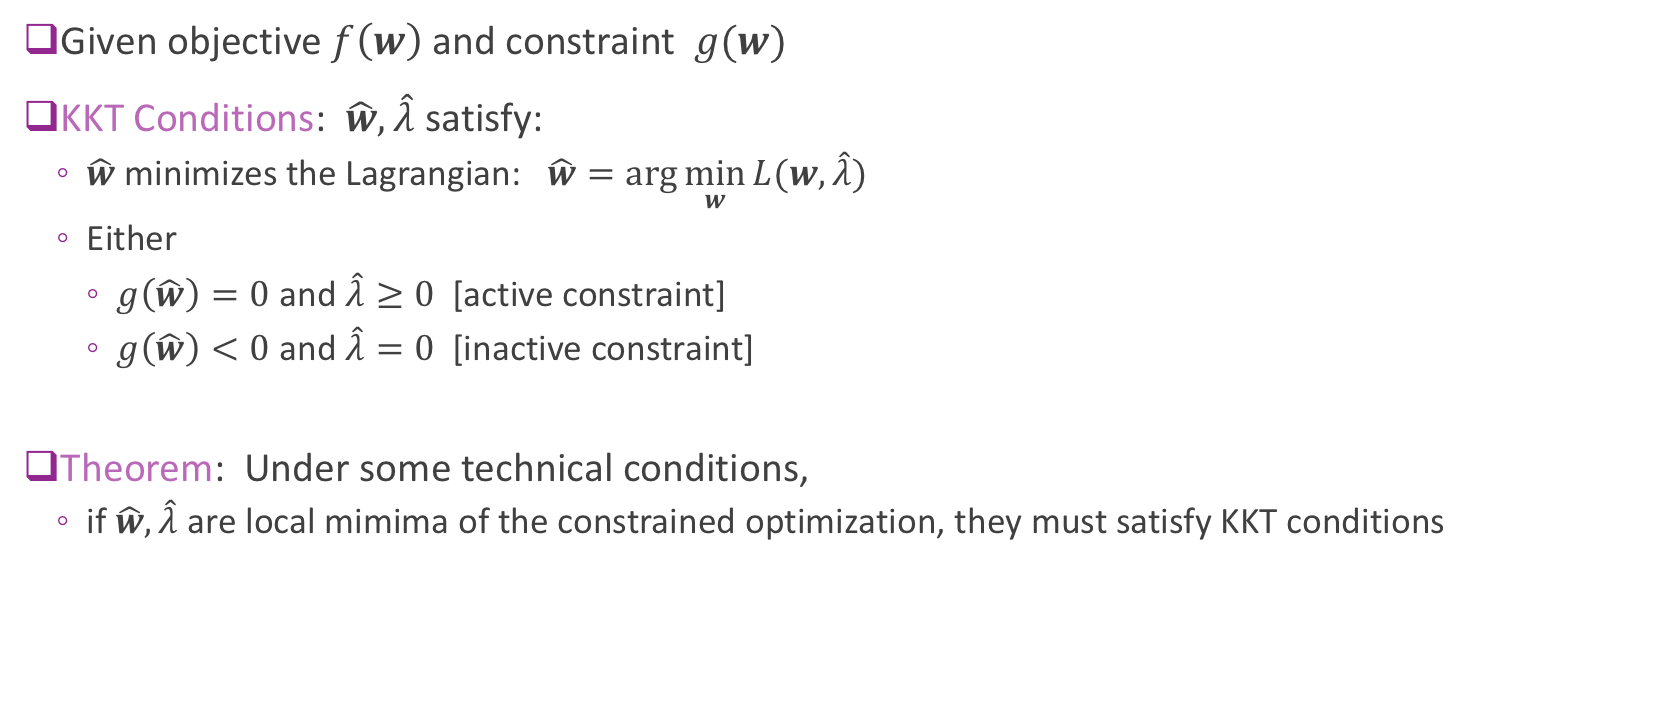 ❑Given objective 𝑓(𝒘) and constraint 𝑔(𝒘)
❑KKT Conditions: 𝒘̂, 𝜆̂ satisfy:
◦ 𝒘̂ minimizes the Lagrangian: 𝒘̂ = arg min_𝒘 𝐿(𝒘, 𝜆̂)
◦ Either
◦ 𝑔(𝒘̂) = 0 and 𝜆̂ ≥ 0 [active constraint]
◦ 𝑔(𝒘̂) < 0 and 𝜆̂ = 0 [inactive constraint]
❑Theorem: Under some technical conditions,
◦ if 𝒘̂, 𝜆̂ are local mimima of the constrained optimization, they must satisfy KKT conditions